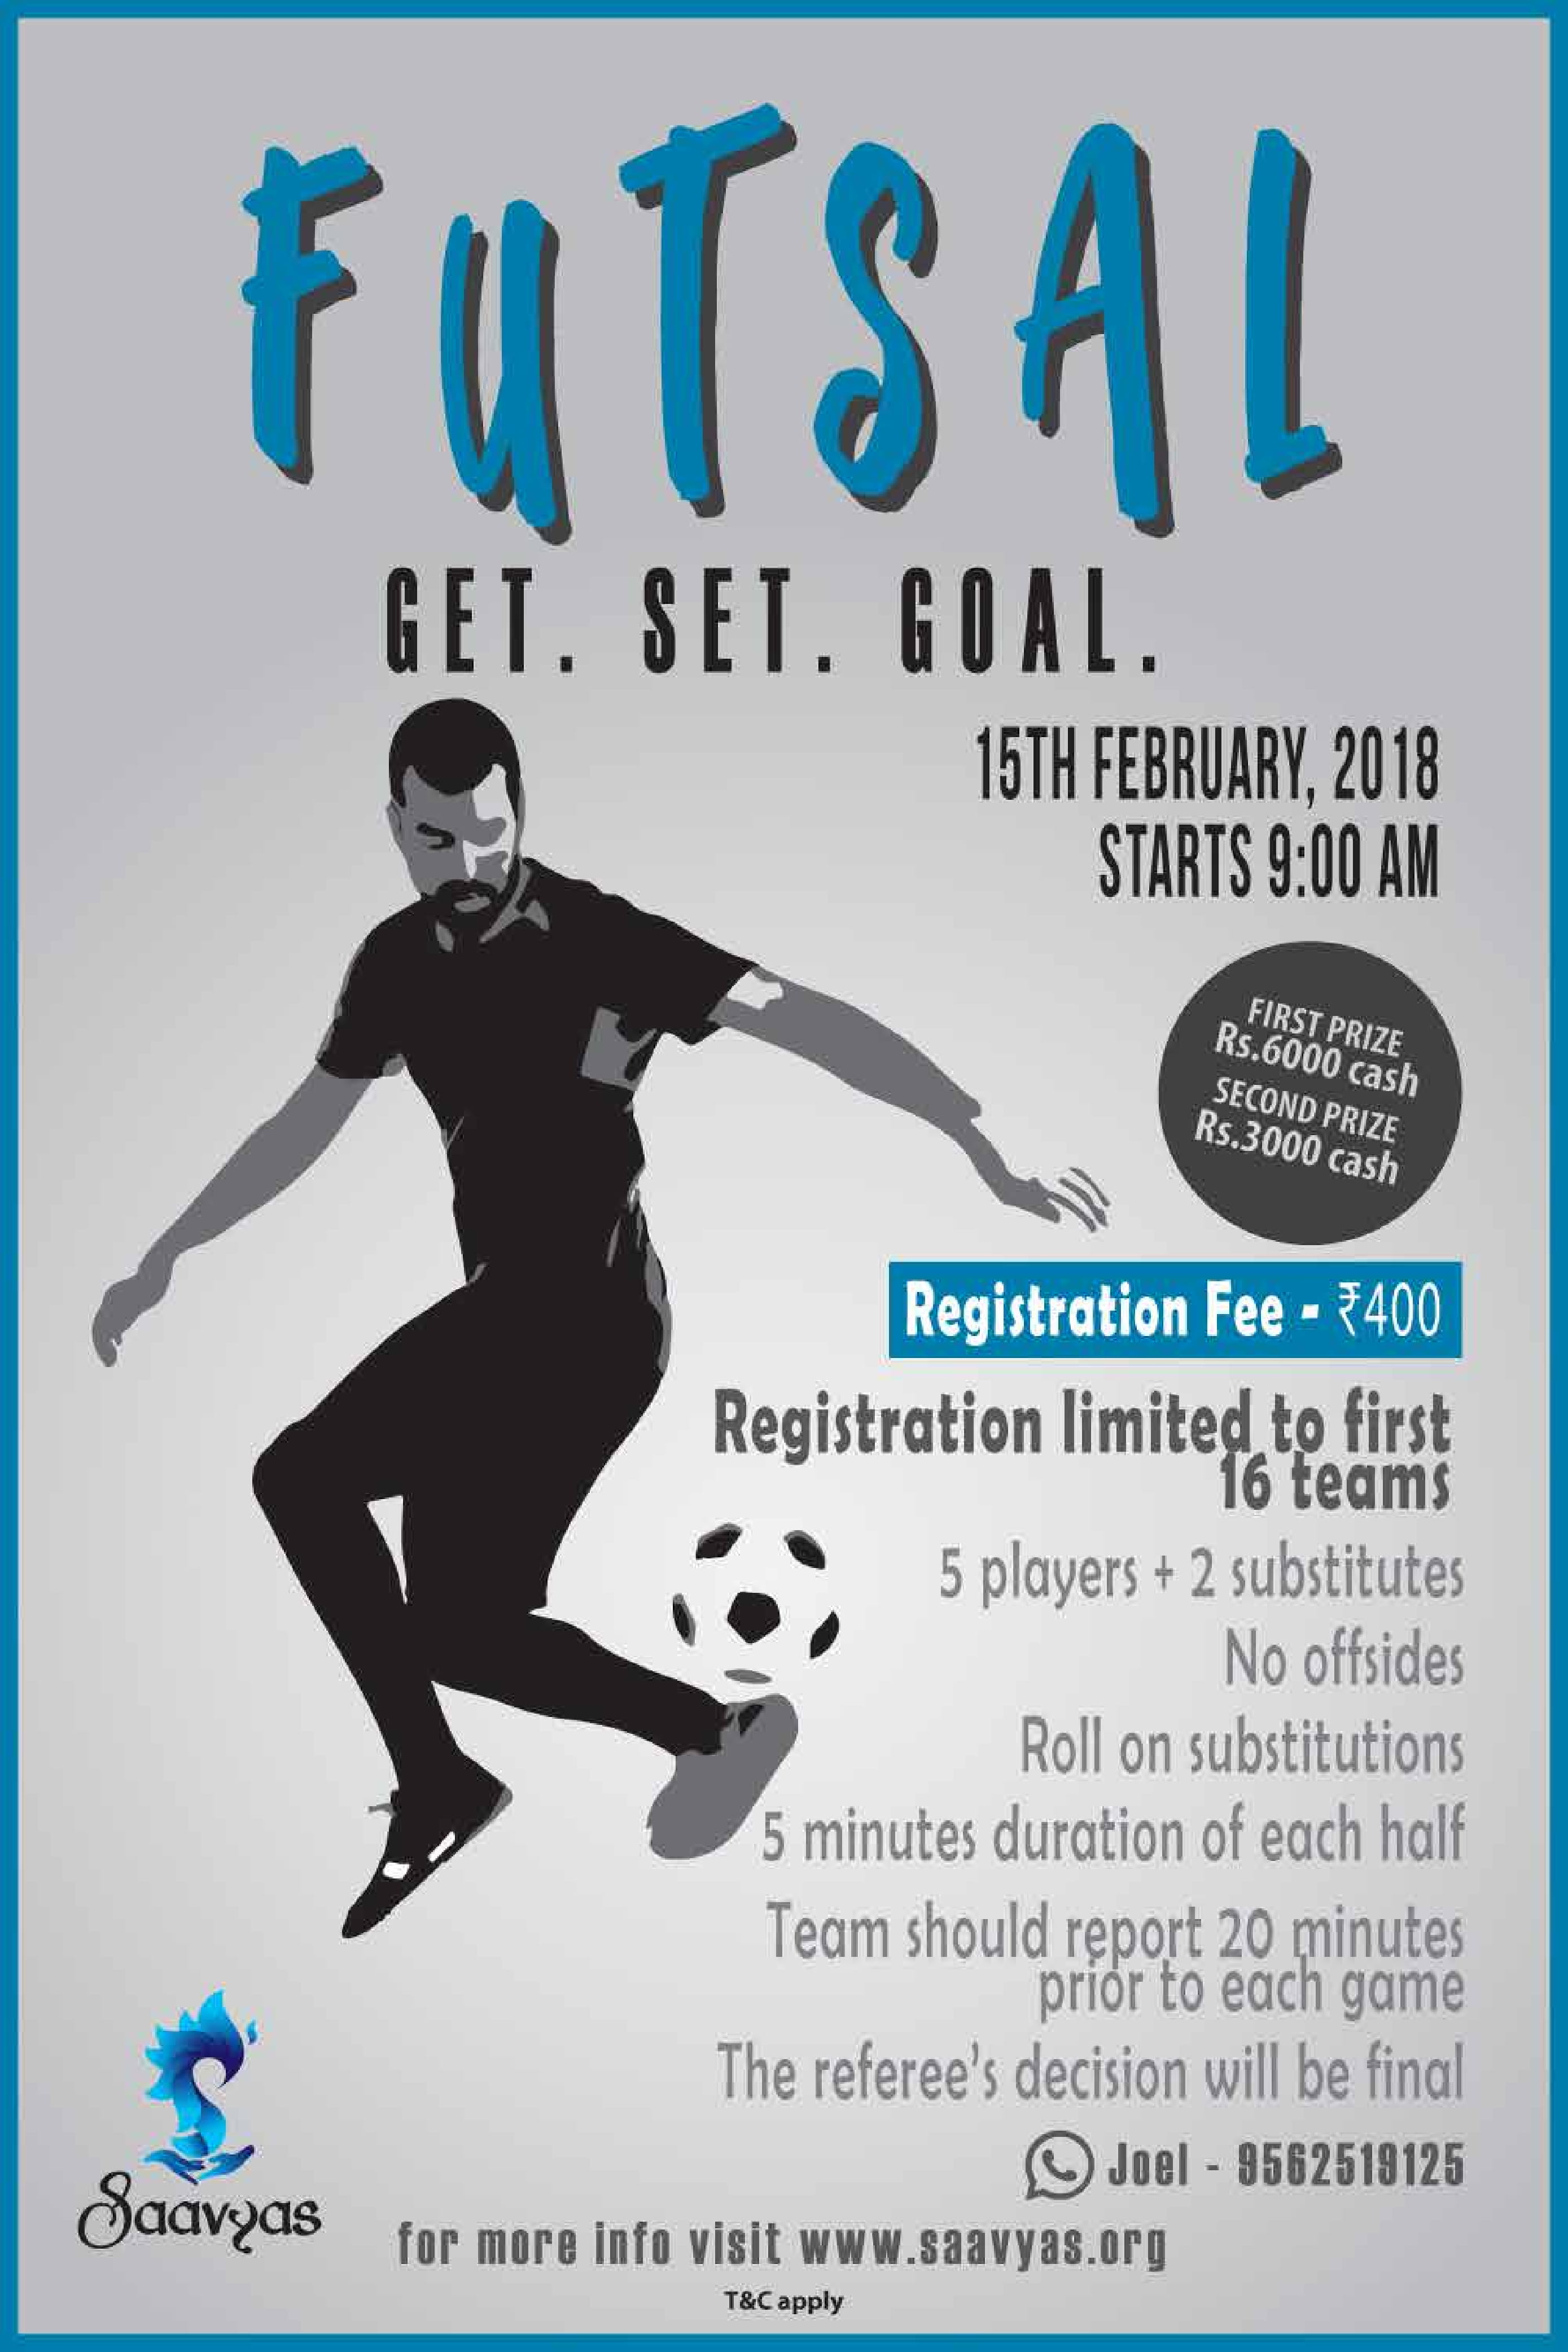 FUTSAL
GET. SET. GOAL.
15TH FEBRUARY, 2018
STARTS 9:00 AM
FIRST PRIZE
Rs.6000 cash
SECOND PRIZE
Rs.3000 cash
Registration Fee - ₹400
Registration limited to first
16 teams
5 players + 2 substitutes
No offsides
Roll on substitutions
5 minutes duration of each half
Team should report 20 minutes
prior to each game
The referee's decision will be final
Joel - 9562519125
Saavyas
for more info visit www.saavyas.org
T&C apply